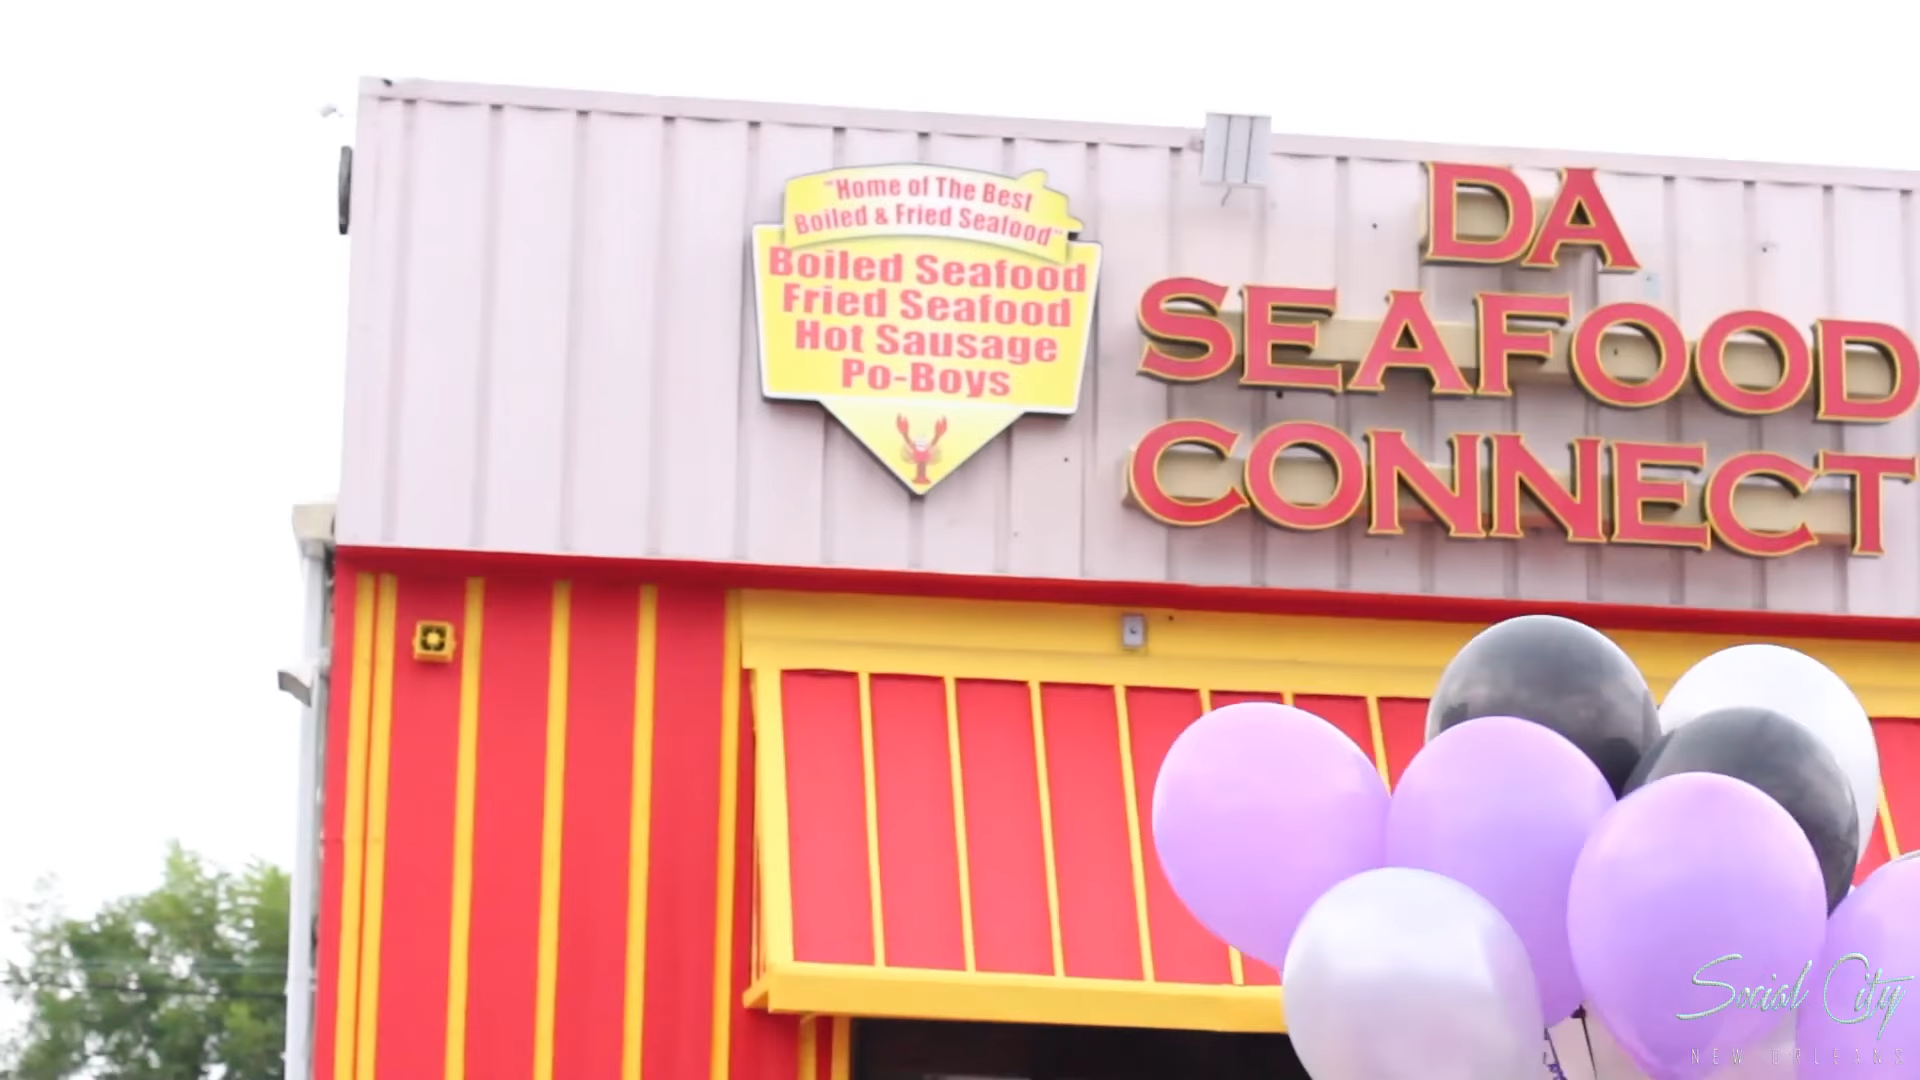 "Home of The Best
Boiled & Fried Seafood"
Boiled Seafood
Fried Seafood
Hot Sausage
Po-Boys
DA
SEAFOOD
CONNECT
Social City
NEW ORLEANS